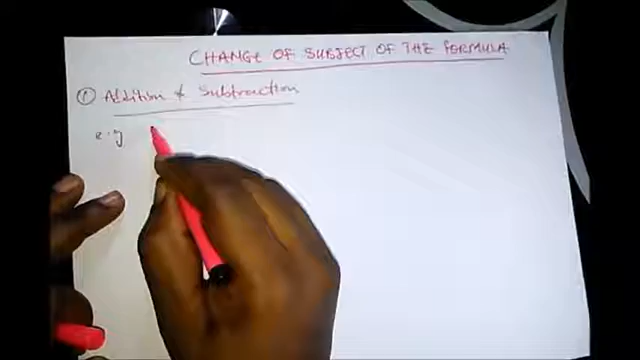 CHANGE OF SUBJECT OF THE FORMULA
① Addition & Subtraction
e.g